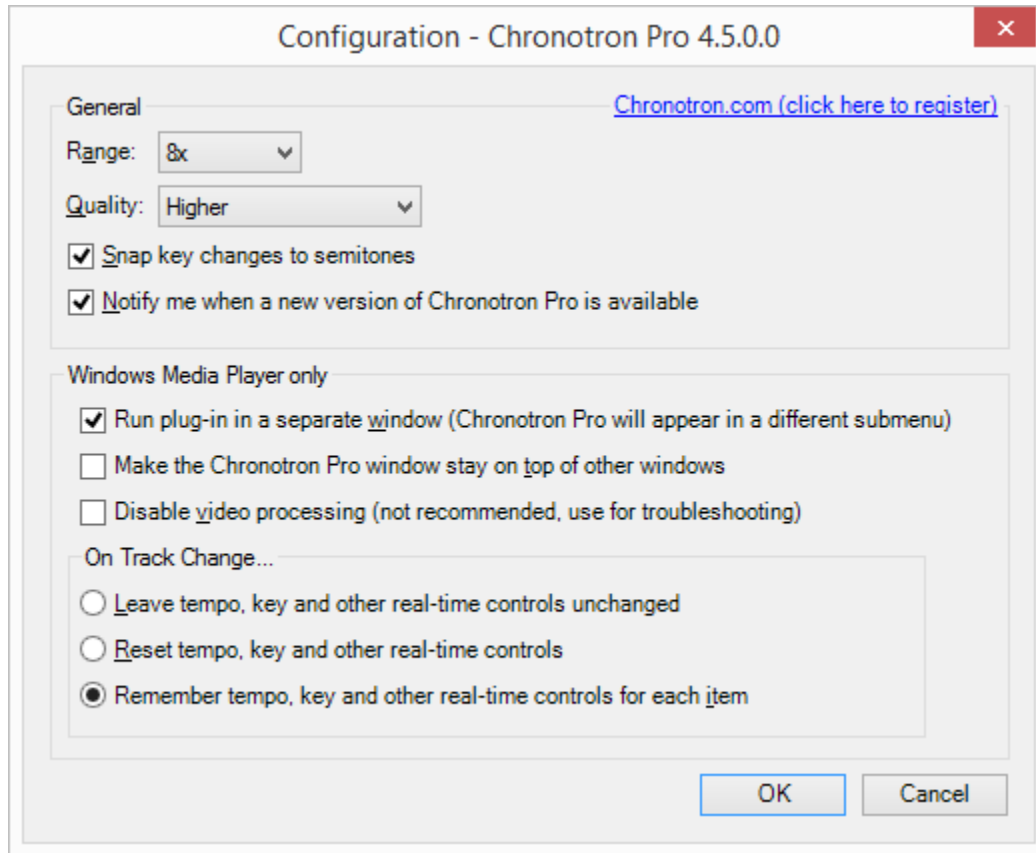 Configuration - Chronotron Pro 4.5.0.0
General
Chronotron.com (click here to register)
Range: 8x
Quality: Higher
Snap key changes to semitones
Notify me when a new version of Chronotron Pro is available
Windows Media Player only
Run plug-in in a separate window (Chronotron Pro will appear in a different submenu)
Make the Chronotron Pro window stay on top of other windows
Disable video processing (not recommended, use for troubleshooting)
On Track Change...
Leave tempo, key and other real-time controls unchanged
Reset tempo, key and other real-time controls
Remember tempo, key and other real-time controls for each item
OK Cancel